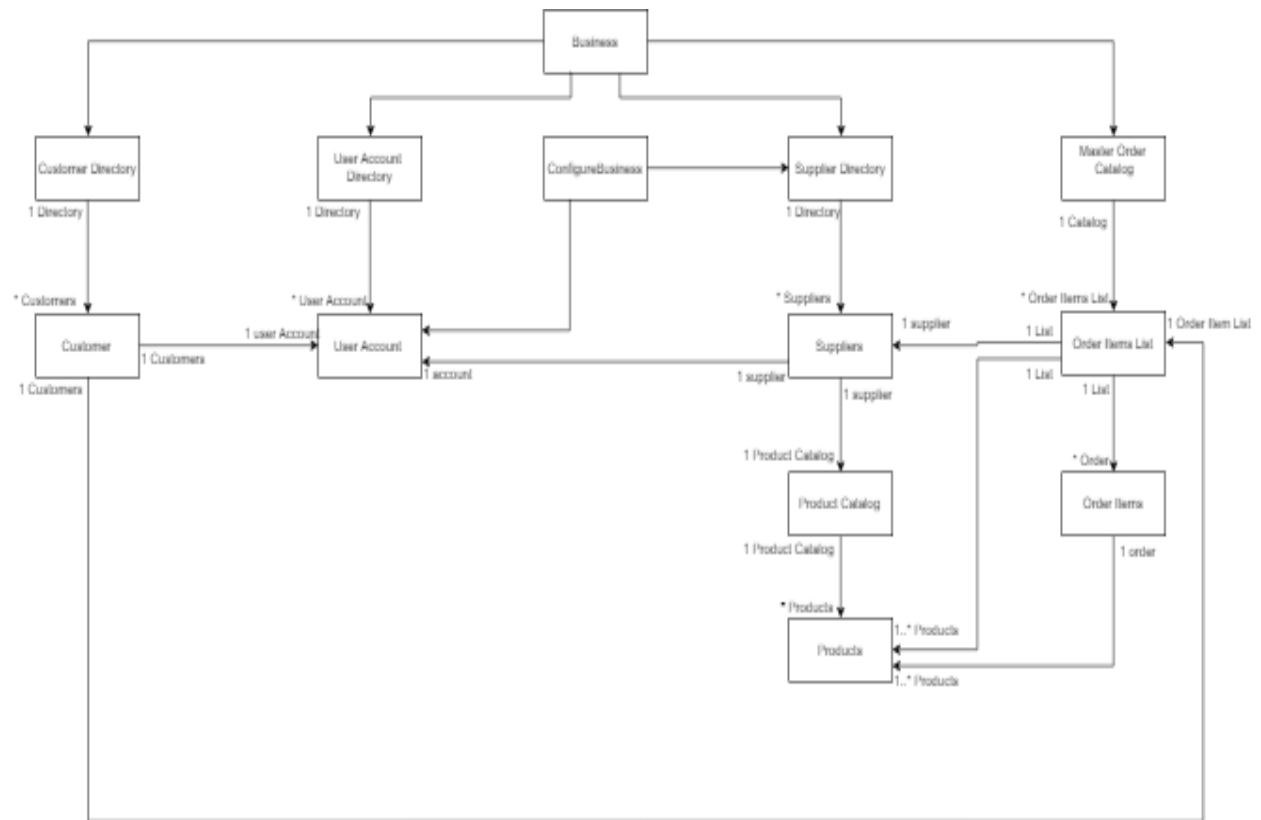 Business
Customer Directory
User Account
Directory
ConfigureBusiness
Supplier Directory
Master Order
Catalog
1 Directory
1 Directory
1 Directory
1 Catalog
* Customers
* User Account
* Suppliers
* Order Items List
1 user Account
1 supplier
1 List
1 Order Item List
Customer
User Account
Suppliers
Order Items List
1 Customers
1 account
1 supplier
1 List
1 Customers
1 supplier
1 List
1 Product Catalog
* Order
Product Catalog
Order Items
1 Product Catalog
1 order
* Products
1..* Products
Products
1..* Products